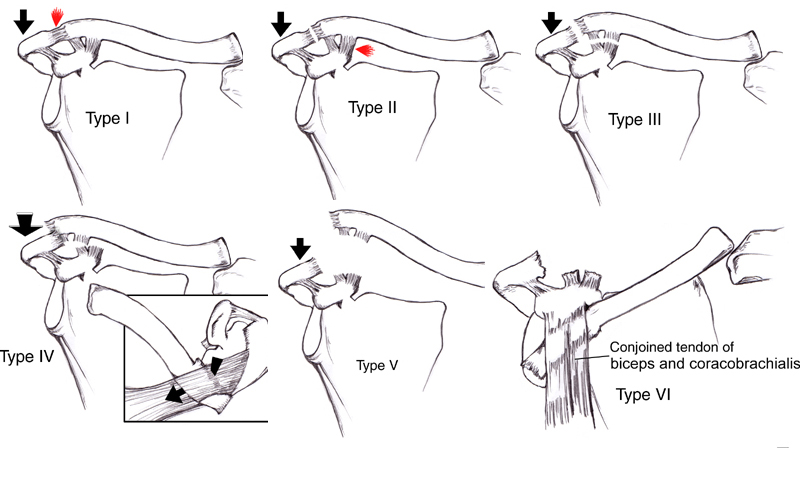 Type I
Type II
Type III
Type IV
Type V
Conjoined tendon of
biceps and coracobrachialis
Type VI